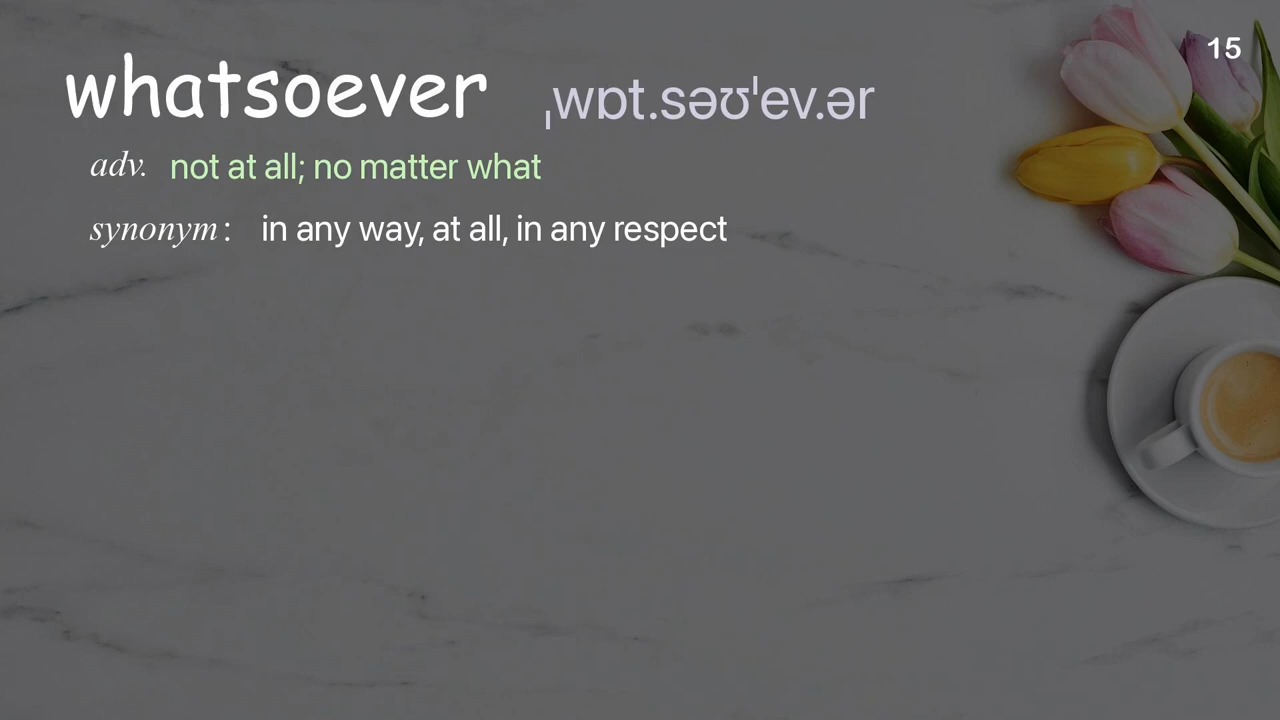 15
whatsoever ˌwɒt.səʊˈev.ər
adv. not at all; no matter what
synonym: in any way, at all, in any respect